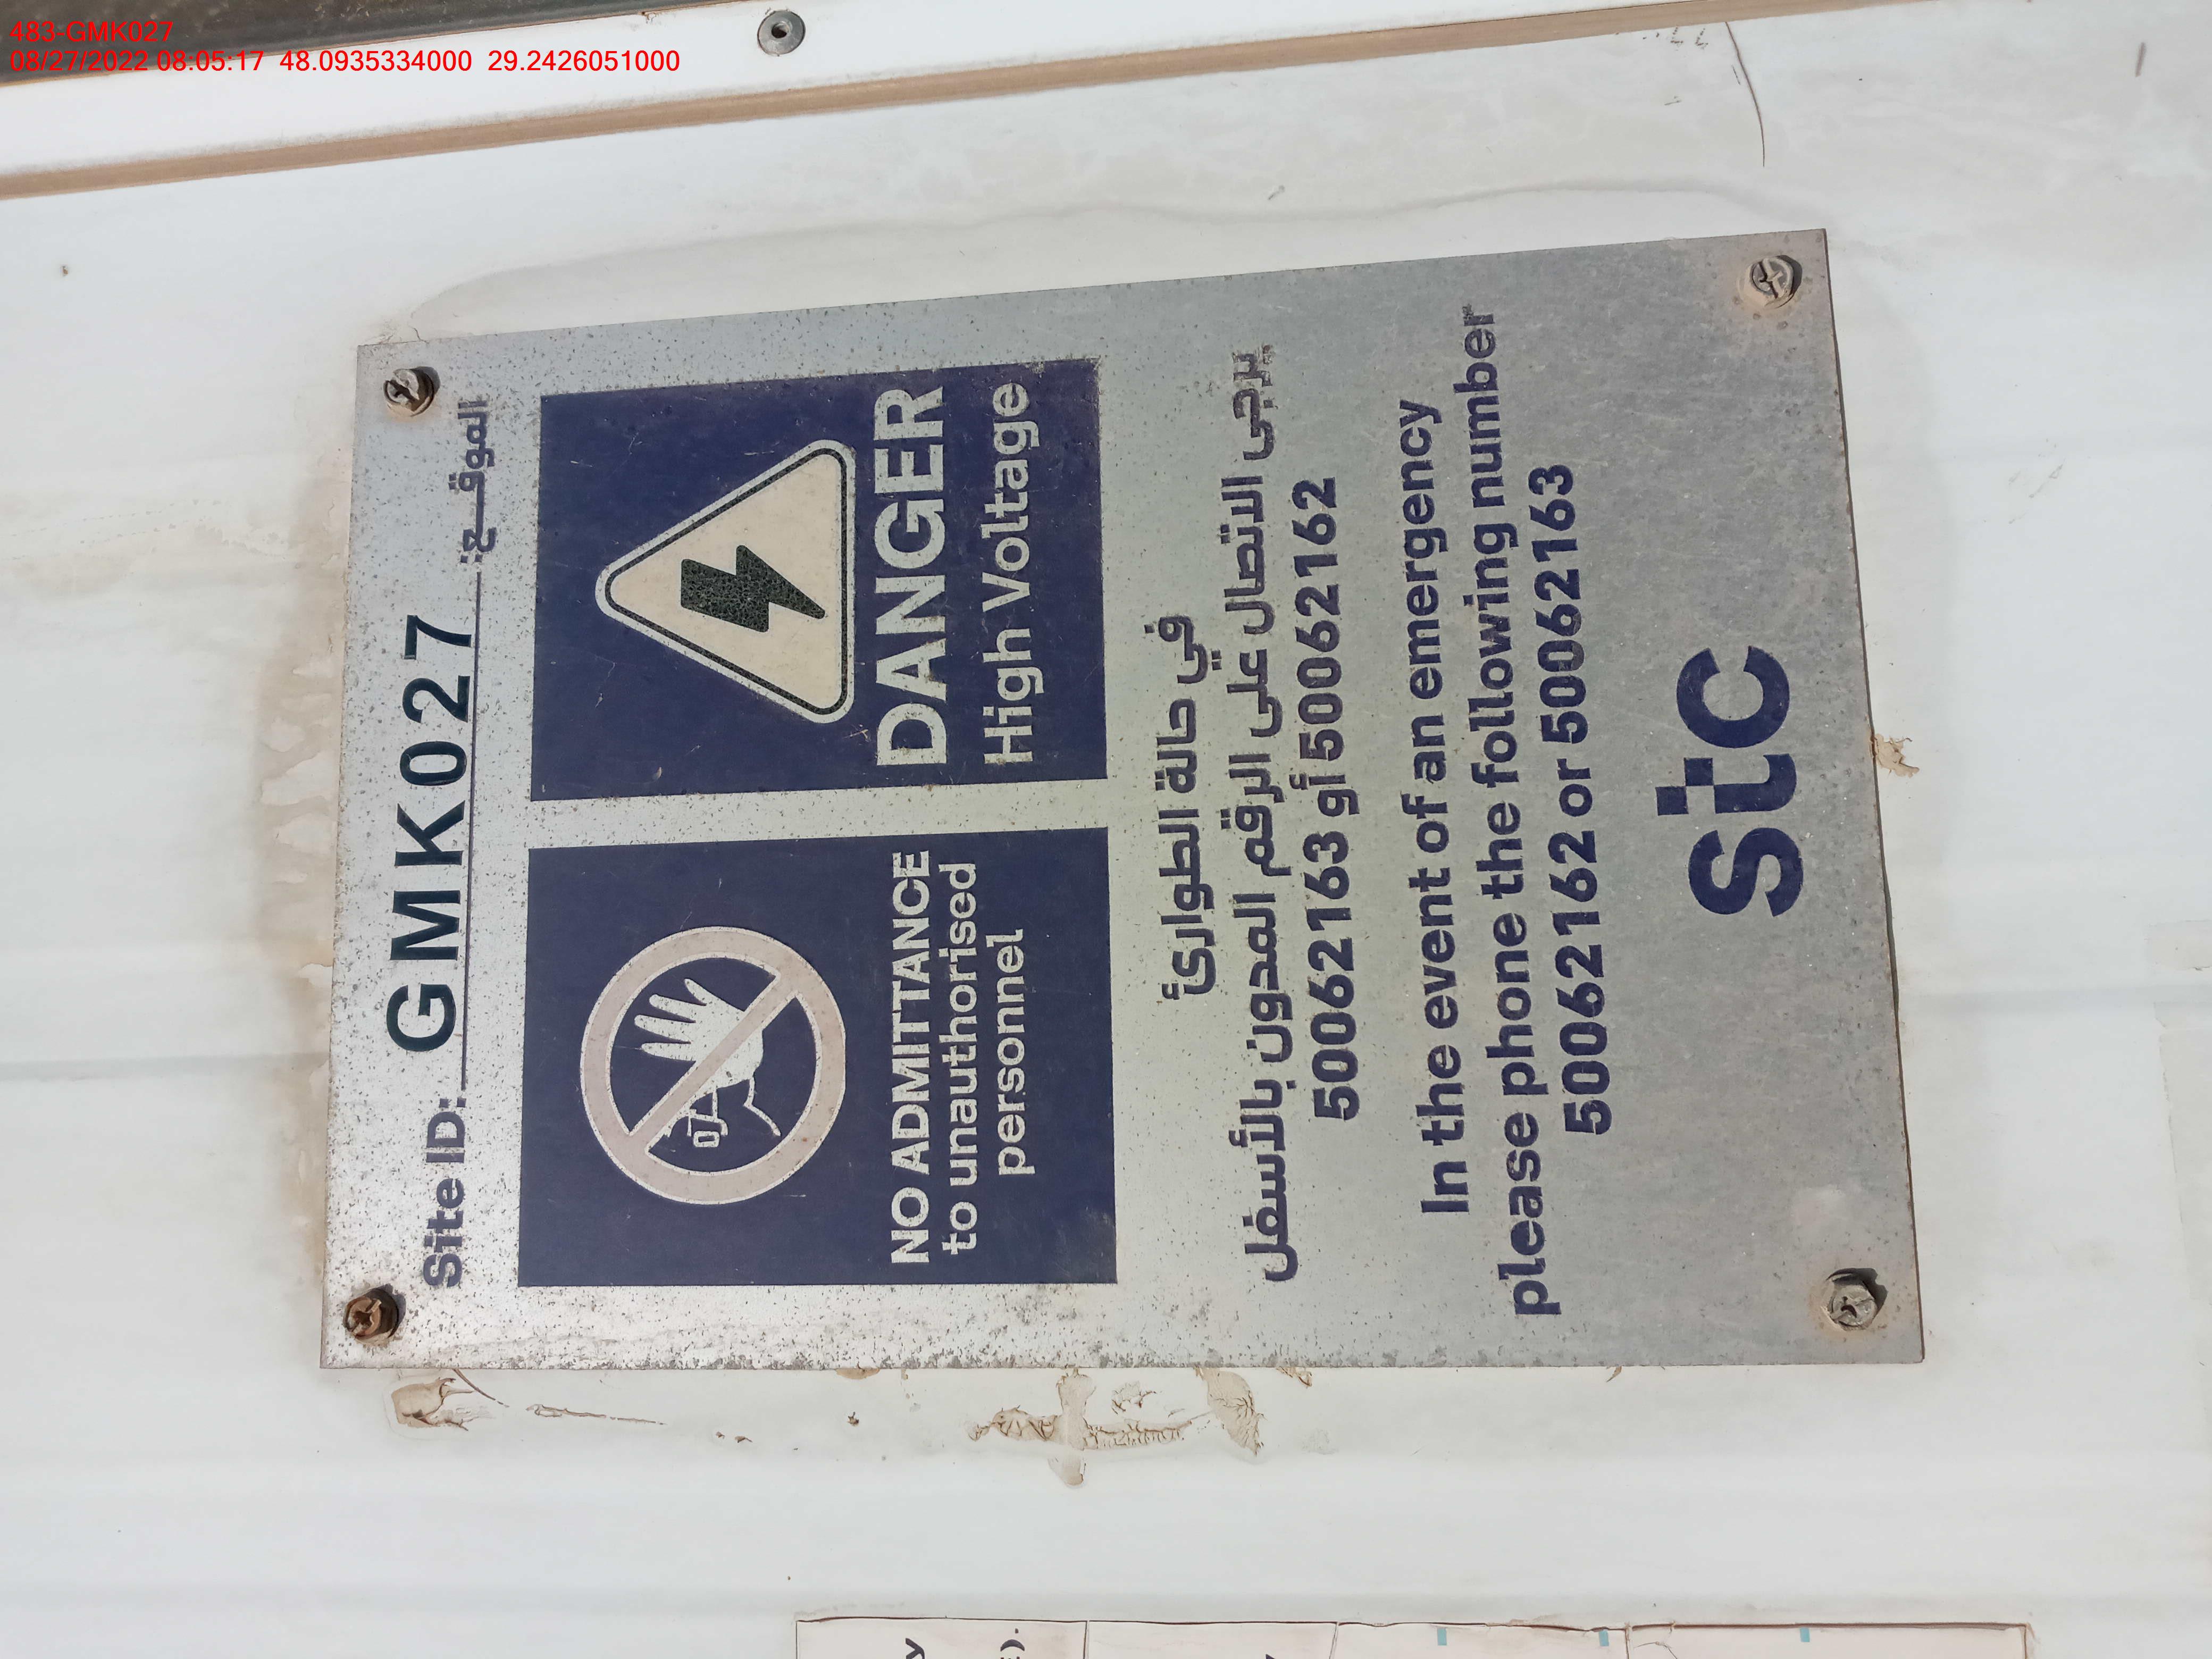 483-GMK027
08/27/2022 08:05:17 48.0935334000 29.2426051000
Site ID: GMK027 الموقع:
NO ADMITTANCE
to unauthorised
personnel
DANGER
High Voltage
في حالة الطوارئ
يرجى الاتصال على الرقم المدون بالأسفل
50062163 أو 50062162
In the event of an emergency
please phone the following number
50062162 or 50062163
stc